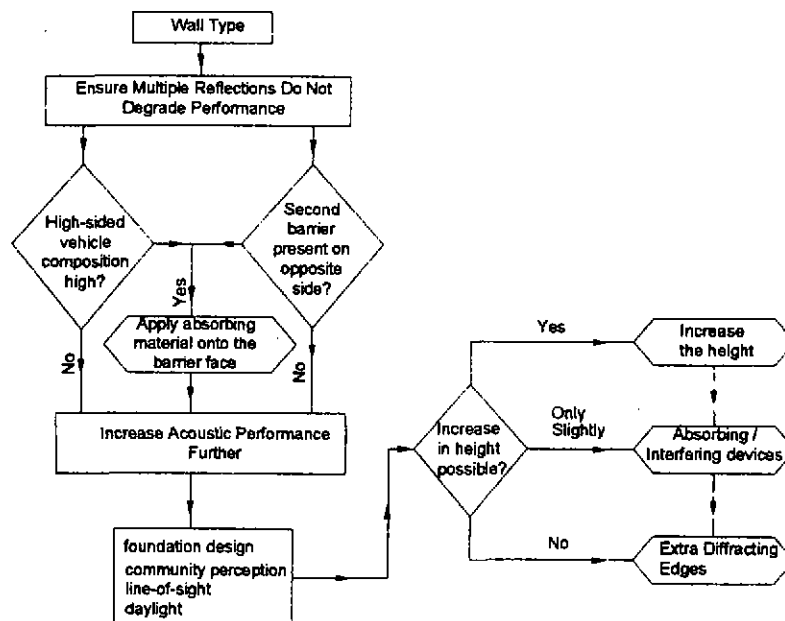 Wall Type
Ensure Multiple Reflections Do Not
Degrade Performance
High-sided
vehicle
composition
high?
Second
barrier
present on
opposite
side?
Yes
Apply absorbing
material onto the
barrier face
No
No
Increase Acoustic Performance
Further
foundation design
community perception
line-of-sight
daylight
Increase
in height
possible?
Yes
Increase
the height
Only
Slightly
Absorbing /
Interfering devices
No
Extra Diffracting
Edges